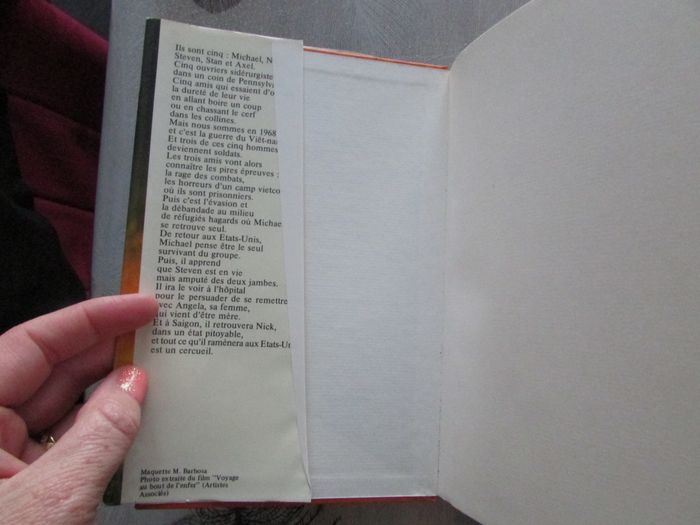 Ils sont cinq : Michael, N
Steven, Stan et Axel.
Cinq ouvriers sidérurgiste
dans un coin de Pennsylva
Cinq amis qui essaient d'o
la dureté de leur vie
en allant boire un coup
ou en chassant le cerf
dans les collines.
Mais nous sommes en 1968
et c'est la guerre du Viêt-na
Et trois de ces cinq hommes
deviennent soldats.
Les trois amis vont alors
connaître les pires épreuves :
la rage des combats,
les horreurs d'un camp vietco
où ils sont prisonniers.
Puis c'est l'évasion et
la débandade au milieu
de réfugiés hagards où Michae
se retrouve seul.
De retour aux Etats-Unis,
Michael pense être le seul
survivant du groupe.
Puis, il apprend
que Steven est en vie
mais amputé des deux jambes.
Il ira le voir à l'hôpital
pour le persuader de se remettre
avec Angela, sa femme,
qui vient d'être mère.
Et à Saigon, il retrouvera Nick,
dans un état pitoyable,
et tout ce qu'il ramènera aux Etats-Un
est un cercueil.
Maquette M. Barbosa
Photo extraite du film "Voyage
au bout de l'enfer" (Artistes
Associés)